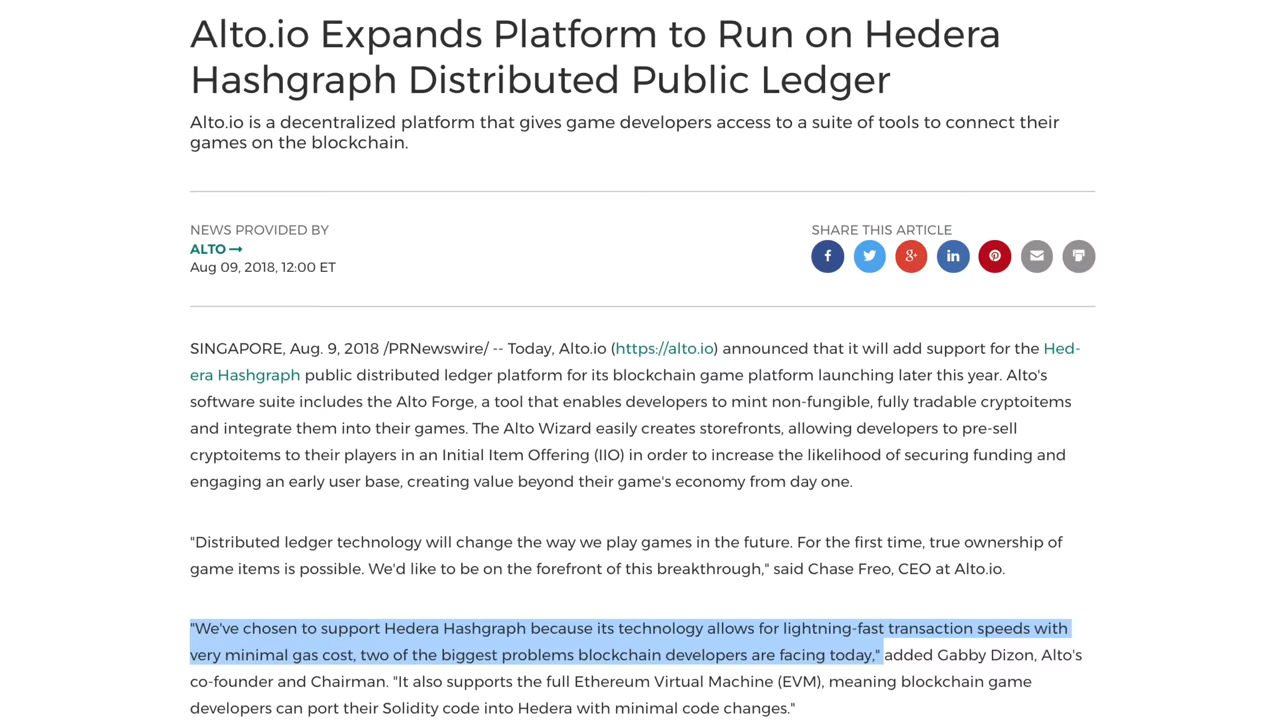 Alto.io Expands Platform to Run on Hedera
Hashgraph Distributed Public Ledger
Alto.io is a decentralized platform that gives game developers access to a suite of tools to connect their
games on the blockchain.
NEWS PROVIDED BY
ALTO →
Aug 09, 2018, 12:00 ET
SHARE THIS ARTICLE
SINGAPORE, Aug. 9, 2018 /PRNewswire/ -- Today, Alto.io (https://alto.io) announced that it will add support for the Hed-
era Hashgraph public distributed ledger platform for its blockchain game platform launching later this year. Alto's
software suite includes the Alto Forge, a tool that enables developers to mint non-fungible, fully tradable cryptoitems
and integrate them into their games. The Alto Wizard easily creates storefronts, allowing developers to pre-sell
cryptoitems to their players in an Initial Item Offering (IIO) in order to increase the likelihood of securing funding and
engaging an early user base, creating value beyond their game's economy from day one.
"Distributed ledger technology will change the way we play games in the future. For the first time, true ownership of
game items is possible. We'd like to be on the forefront of this breakthrough," said Chase Freo, CEO at Alto.io.
"We've chosen to support Hedera Hashgraph because its technology allows for lightning-fast transaction speeds with
very minimal gas cost, two of the biggest problems blockchain developers are facing today," added Gabby Dizon, Alto's
co-founder and Chairman. "It also supports the full Ethereum Virtual Machine (EVM), meaning blockchain game
developers can port their Solidity code into Hedera with minimal code changes."